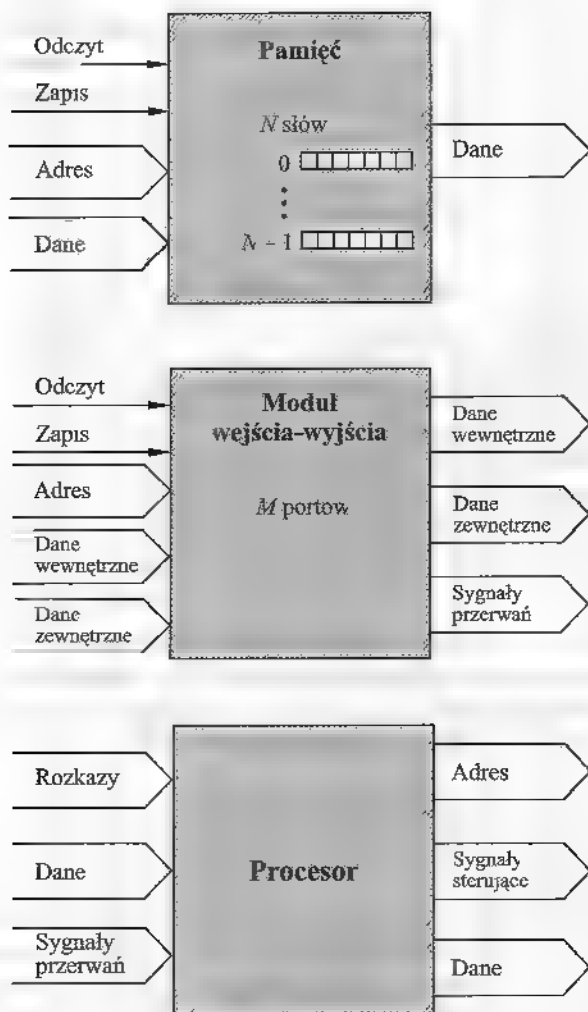 Odczyt
Pamięć
Zapis
N słów
0
Dane
Adres
Dane
N – 1
Odczyt
Moduł
Dane
wewnętrzne
Zapis
wejścia-wyjścia
Adres
M portow
Dane
zewnętrzne
Dane
wewnętrzne
Dane
zewnętrzne
Sygnały
przerwań
Rozkazy
Adres
Dane
Procesor
Sygnały
sterujące
Sygnały
przerwań
Dane